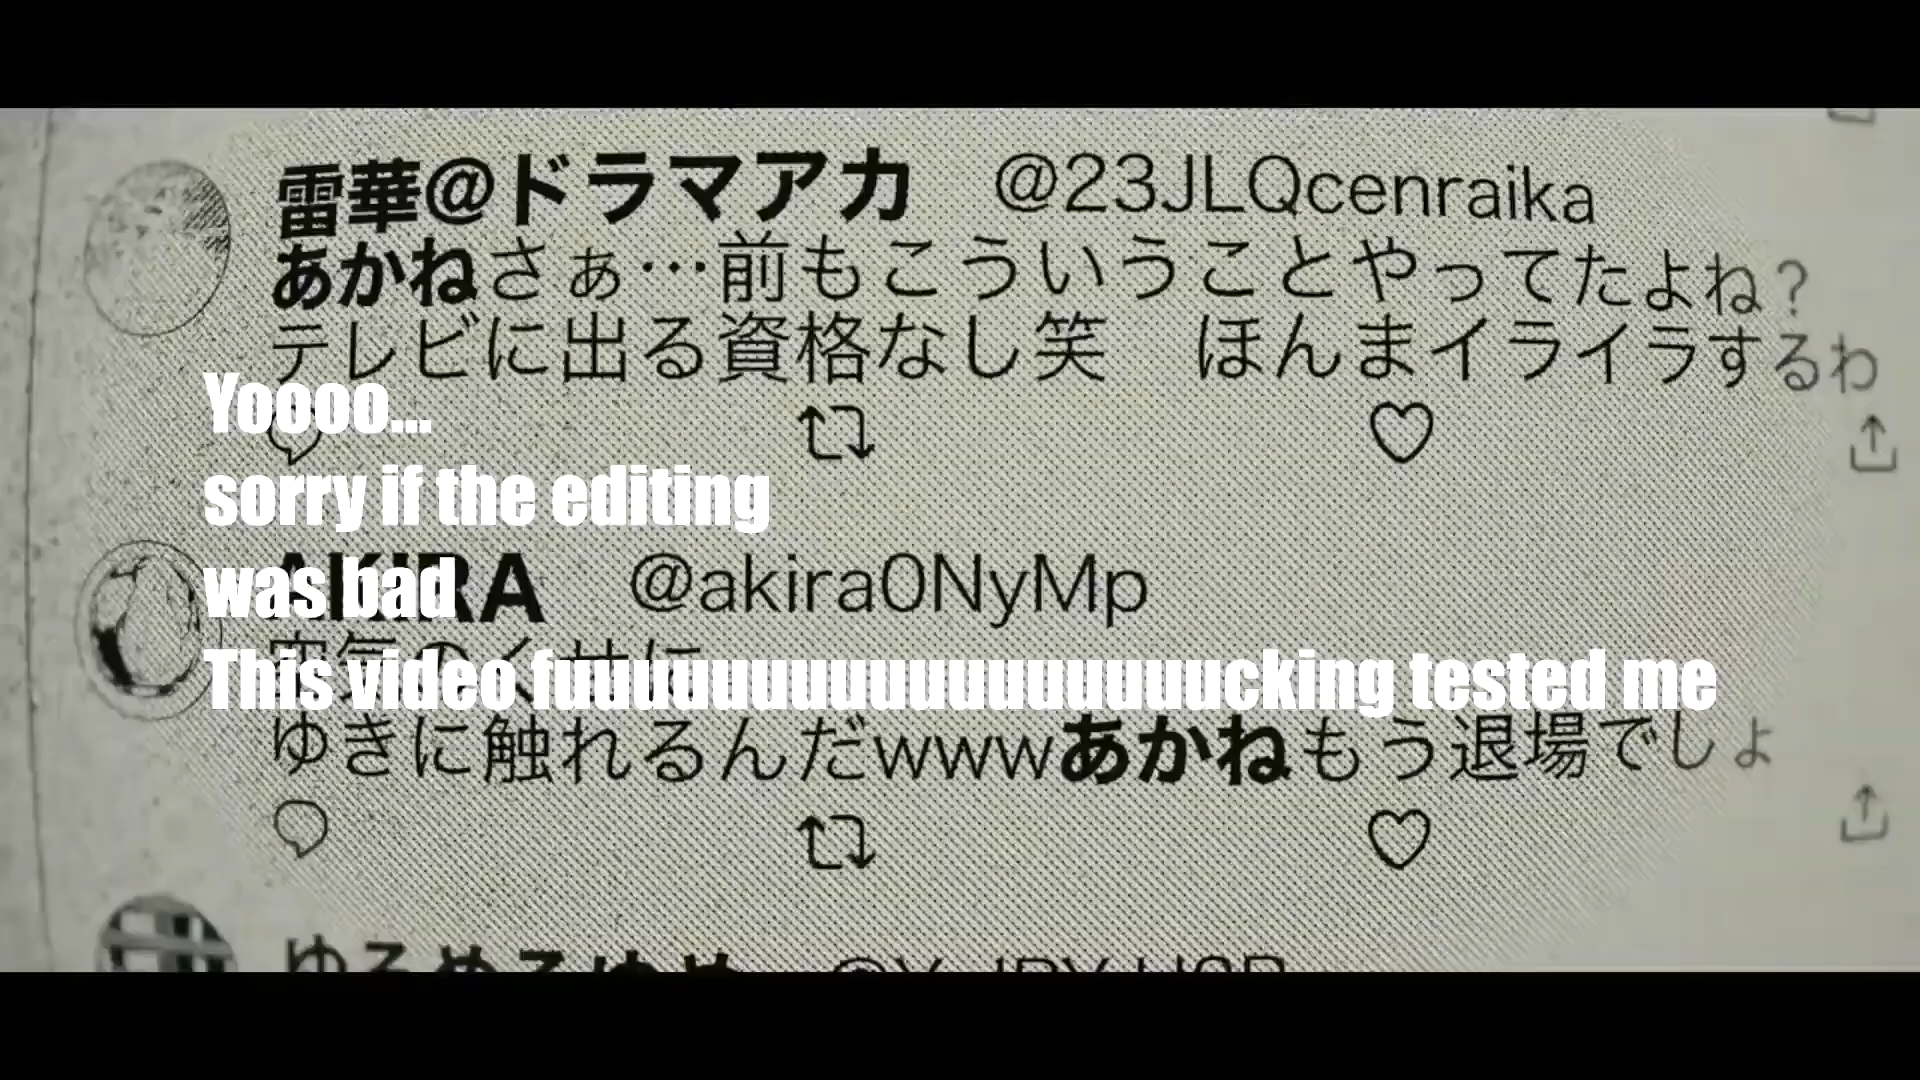 雷華@ドラマアカ @23JLQcenraika
あかねさぁ…前もこういうことやってたよね?
テレビに出る資格なし笑 ほんまイライラするわ
Yoooo...
sorry if the editing
was bad
AKIRA @akira0NyMp
This video fuuuuuuuuuuuuuuuuucking tested me
ゆきに触れるんだwwwあかねもう退場でしょ